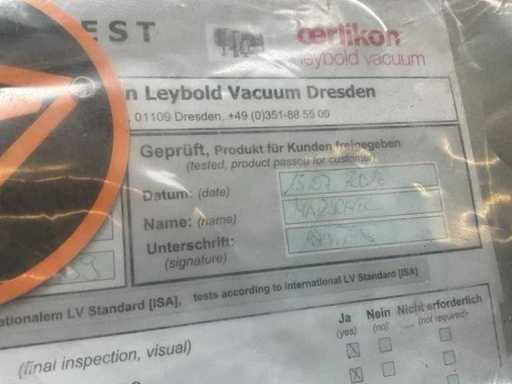 EST
oerlikon
leybold vacuum
n Leybold Vacuum Dresden
, 01109 Dresden, +49 (0)351-88 55 00
Geprüft, Produkt für Kunden freigegeben
(tested, product passed for customer)
Datum: (date)
Name: (name)
Unterschrift:
(signature)
ationalem LV Standard [ISA], tests according to International LV Standard [ISA]
Ja Nein Nicht erforderlich
(yes) (no) (not required)
(final inspection, visual)